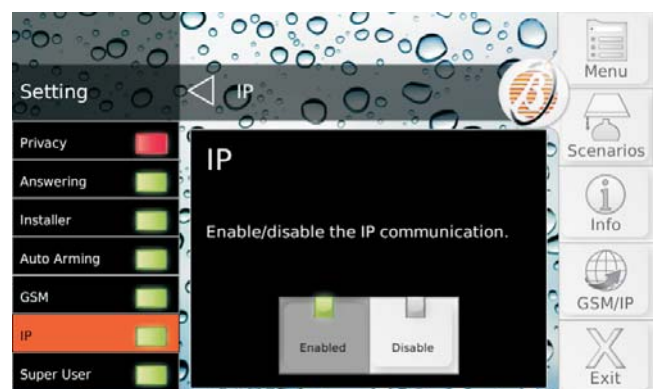 Setting
IP
Privacy
Answering
Installer
Auto Arming
GSM
IP
Super User
IP
Enable/disable the IP communication.
Enabled
Disable
Menu
Scenarios
Info
GSM/IP
Exit